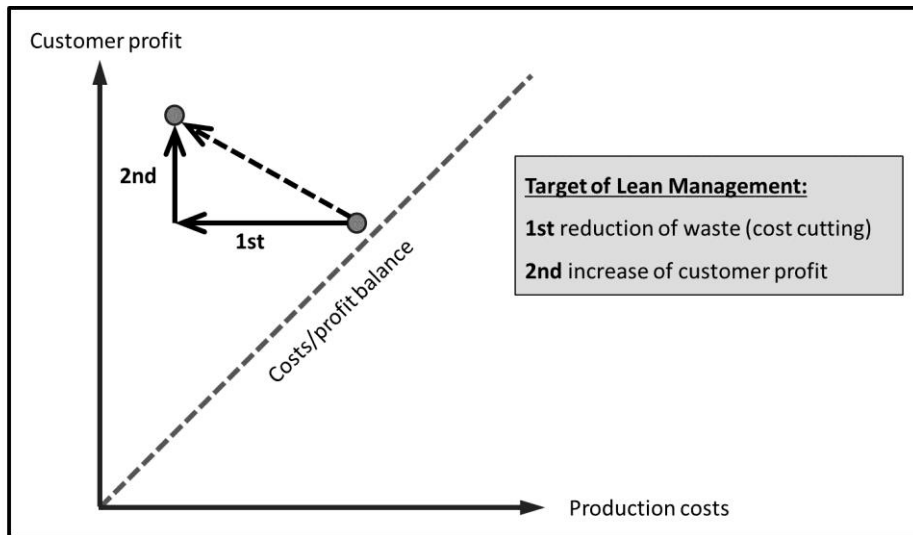 Customer profit
2nd
1st
Costs/profit balance
Target of Lean Management:
1st reduction of waste (cost cutting)
2nd increase of customer profit
Production costs